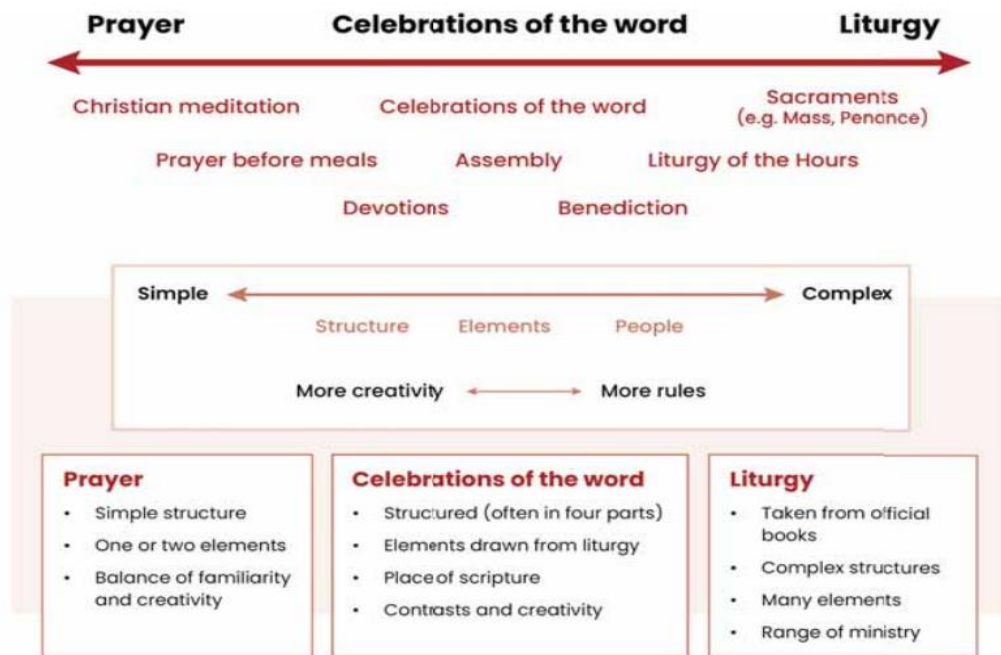 Prayer Celebrations of the word Liturgy
Christian meditation Celebrations of the word Sacraments
(e.g. Mass, Penance)
Prayer before meals Assembly Liturgy of the Hours
Devotions Benediction
Simple Complex
Structure Elements People
More creativity More rules
Prayer
• Simple structure
• One or two elements
• Balance of familiarity
and creativity
Celebrations of the word
• Structured (often in four parts)
• Elements drawn from liturgy
• Place of scripture
• Contrasts and creativity
Liturgy
• Taken from official
books
• Complex structures
• Many elements
• Range of ministry